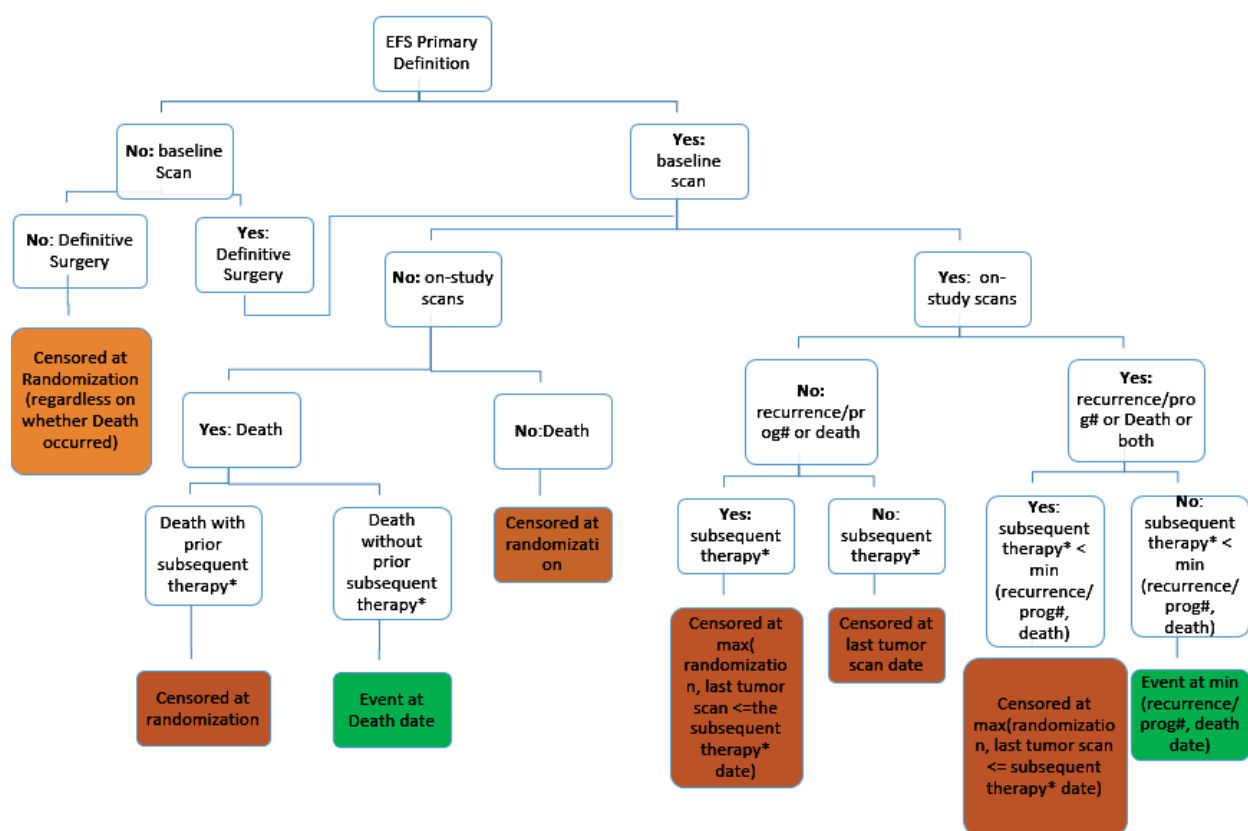 EFS Primary
Definition
No: baseline
Scan
Yes:
baseline
scan
No: Definitive
Surgery
Yes:
Definitive
Surgery
No: on-study
scans
Yes: on-
study scans
Censored at
Randomization
(regardless on
whether Death
occurred)
Yes: Death
No:Death
No:
recurrence/pr
og# or death
Yes:
recurrence/pro
g# or Death or
both
Death with
prior
subsequent
therapy*
Death
without
prior
subsequent
therapy*
Censored at
randomizati
on
Yes:
subsequent
therapy*
No:
subsequent
therapy*
Yes:
subsequent
therapy* <
min
(recurrence/
prog#,
death)
No:
subsequent
therapy* <
min
(recurrence/
prog#,
death)
Censored at
randomization
Event at
Death date
Censored at
max(
randomizatio
n, last tumor
scan <=the
subsequent
therapy*
date)
Censored at
last tumor
scan date
Censored at
max(randomizatio
n, last tumor scan
<= subsequent
therapy* date)
Event at min
(recurrence/
prog#, death
date)